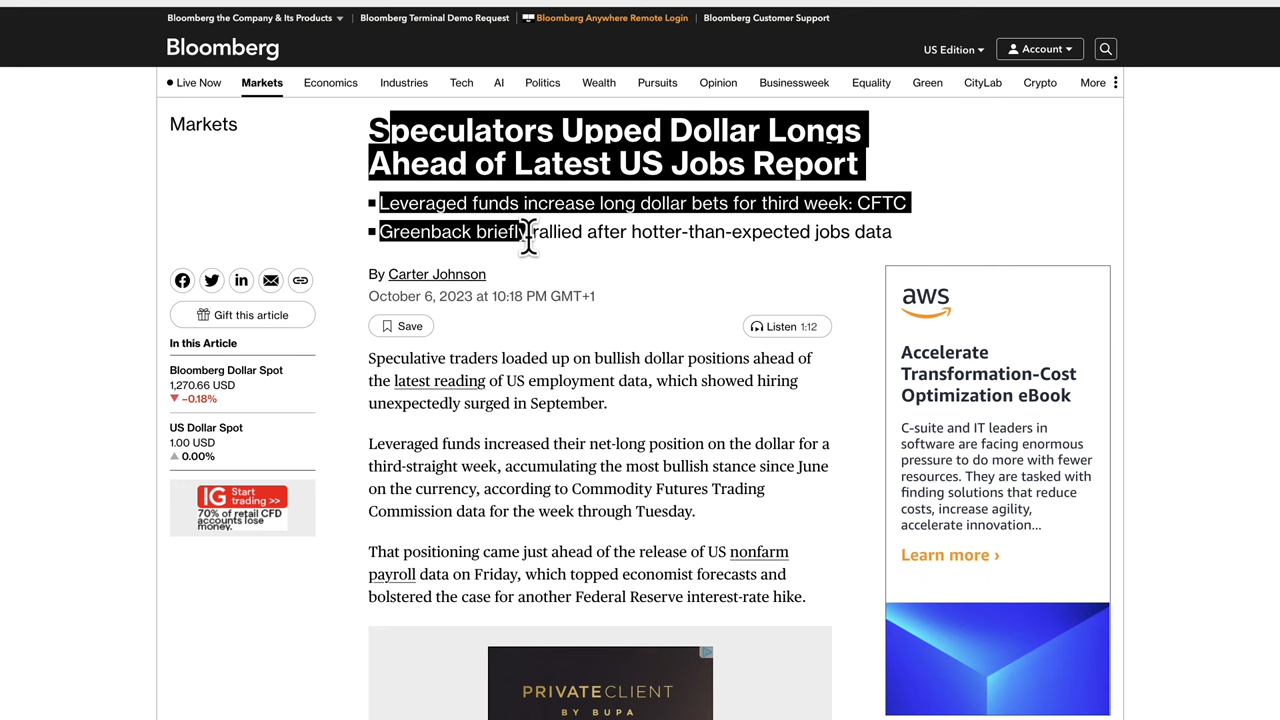 Bloomberg the Company & Its Products
Bloomberg Terminal Demo Request
Bloomberg Anywhere Remote Login
Bloomberg Customer Support
Bloomberg
US Edition
Account
Live Now
Markets
Economics
Industries
Tech
AI
Politics
Wealth
Pursuits
Opinion
Businessweek
Equality
Green
CityLab
Crypto
More
Markets
Speculators Upped Dollar Longs
Ahead of Latest US Jobs Report
Leveraged funds increase long dollar bets for third week: CFTC
Greenback briefly rallied after hotter-than-expected jobs data
By Carter Johnson
October 6, 2023 at 10:18 PM GMT+1
Gift this article
Save
Listen 1:12
In this Article
Bloomberg Dollar Spot
1,270.66 USD
▼ –0.18%
US Dollar Spot
1.00 USD
▲ 0.00%
IG Start
trading >>
70% of retail CFD
accounts lose
money.
Speculative traders loaded up on bullish dollar positions ahead of
the latest reading of US employment data, which showed hiring
unexpectedly surged in September.
Leveraged funds increased their net-long position on the dollar for a
third-straight week, accumulating the most bullish stance since June
on the currency, according to Commodity Futures Trading
Commission data for the week through Tuesday.
That positioning came just ahead of the release of US nonfarm
payroll data on Friday, which topped economist forecasts and
bolstered the case for another Federal Reserve interest-rate hike.
PRIVATECLIENT
BY BUPA
aws
Accelerate
Transformation-Cost
Optimization eBook
C-suite and IT leaders in
software are facing enormous
pressure to do more with fewer
resources. They are tasked with
finding solutions that reduce
costs, increase agility,
accelerate innovation...
Learn more ›